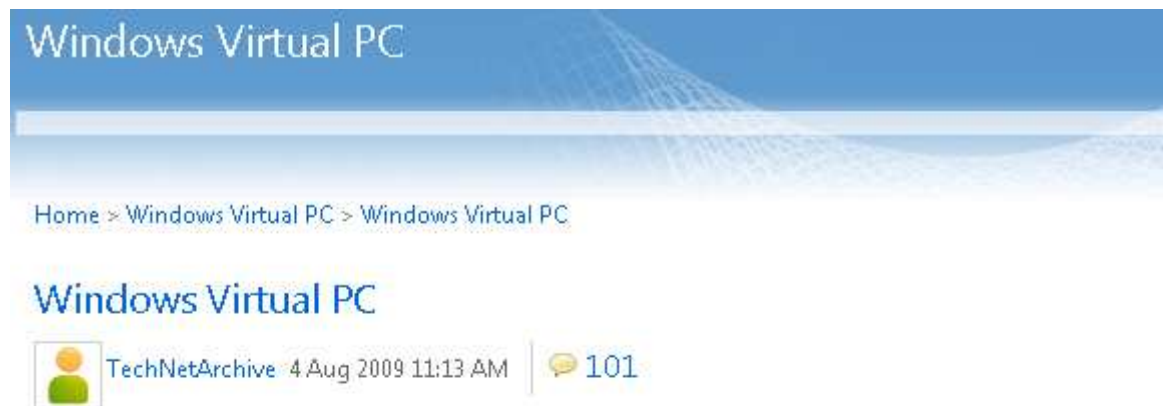 Windows Virtual PC
Home > Windows Virtual PC > Windows Virtual PC
Windows Virtual PC
TechNetArchive 4 Aug 2009 11:13 AM 101